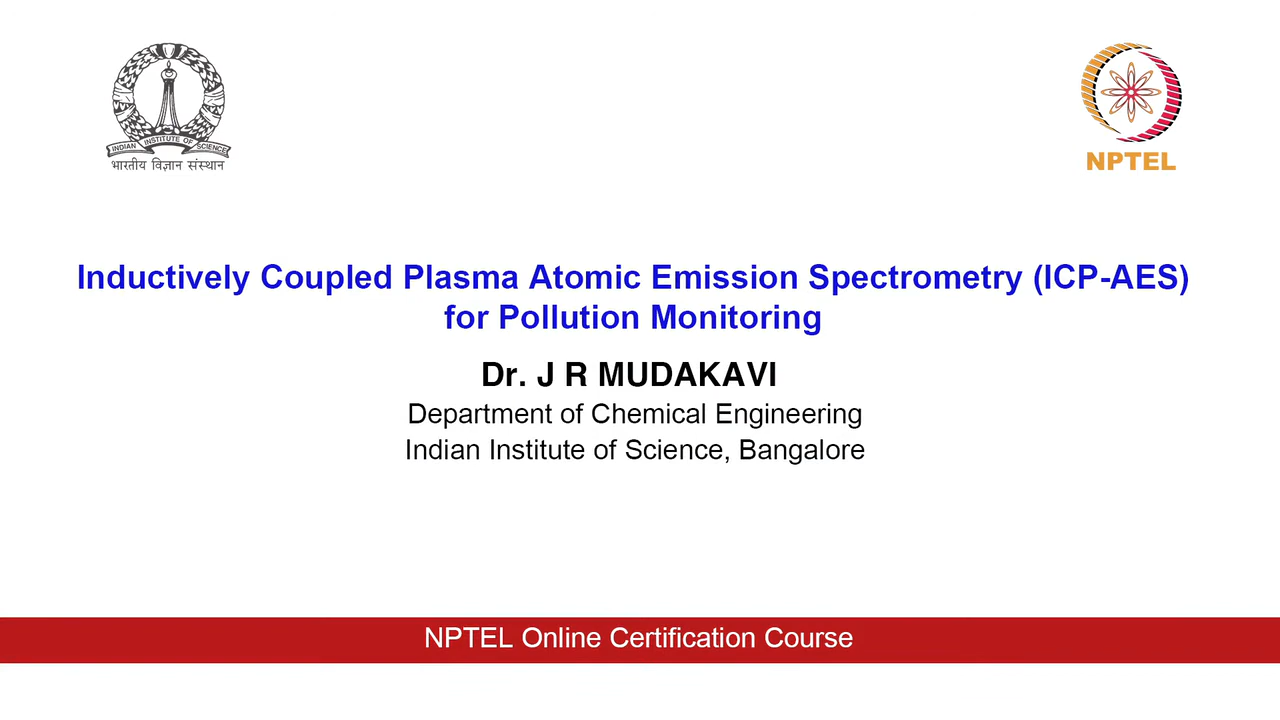 INDIAN INSTITUTE OF SCIENCE
भारतीय विज्ञान संस्थान
NPTEL
Inductively Coupled Plasma Atomic Emission Spectrometry (ICP-AES)
for Pollution Monitoring
Dr. J R MUDAKAVI
Department of Chemical Engineering
Indian Institute of Science, Bangalore
NPTEL Online Certification Course